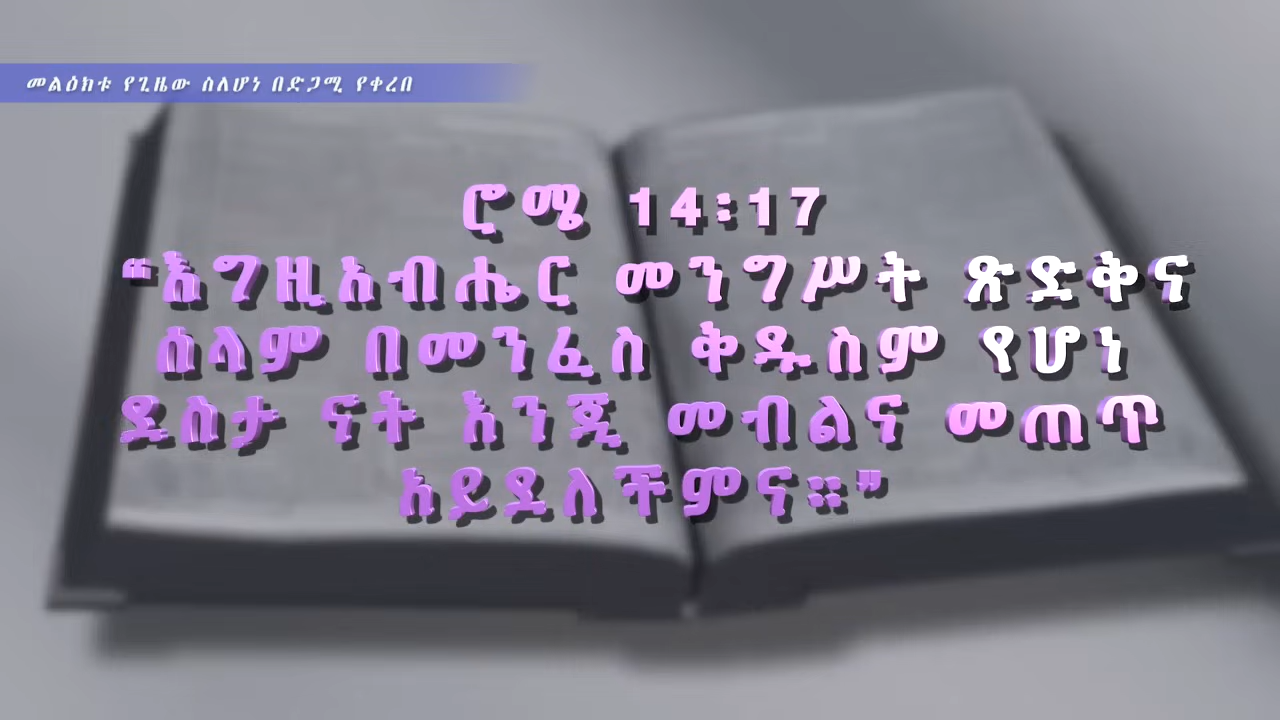 መልዕክቱ የጊዜው ስለሆነ በድጋሚ የቀረበ
ሮሜ 14፥17
“እግዚአብሔር መንግሥት ጽድቅና
ሰላም በመንፈስ ቅዱስም የሆነ
ደስታ ናት እንጂ መብልና መጠጥ
አይደለችምና።”